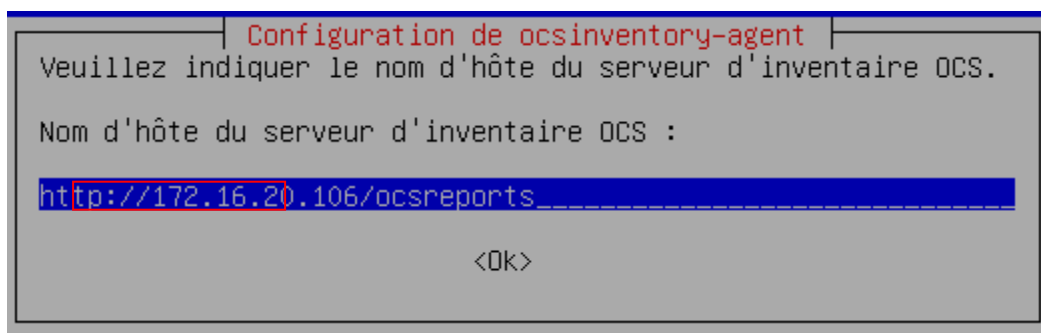 Configuration de ocsinventory-agent
Veuillez indiquer le nom d'hôte du serveur d'inventaire OCS.
Nom d'hôte du serveur d'inventaire OCS :
http://172.16.20.106/ocsreports______________________________
<Ok>